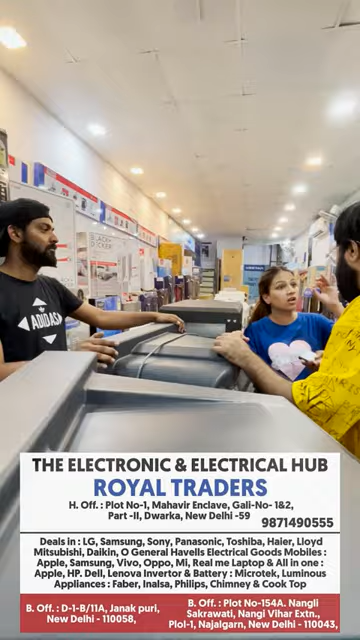 BLACK+
DECKER
ADIDAS
THE ELECTRONIC & ELECTRICAL HUB
ROYAL TRADERS
H. Off. : Plot No-1, Mahavir Enclave, Gali-No- 1&2,
Part -II, Dwarka, New Delhi -59
9871490555
Deals in : LG, Samsung, Sony, Panasonic, Toshiba, Haier, Lloyd
Mitsubishi, Daikin, O General Havells Electrical Goods Mobiles :
Apple, Samsung, Vivo, Oppo, Mi, Real me Laptop & All in one :
Apple, HP. Dell, Lenova Invertor & Battery : Microtek, Luminous
Appliances : Faber, Inalsa, Philips, Chimney & Cook Top
B. Off. : D-1-B/11A, Janak puri,
New Delhi - 110058,
B. Off. : Plot No-154A. Nangli
Sakrawati, Nangi Vihar Extn.,
Plol-1, Najalgarn, New Delhi - 110043,